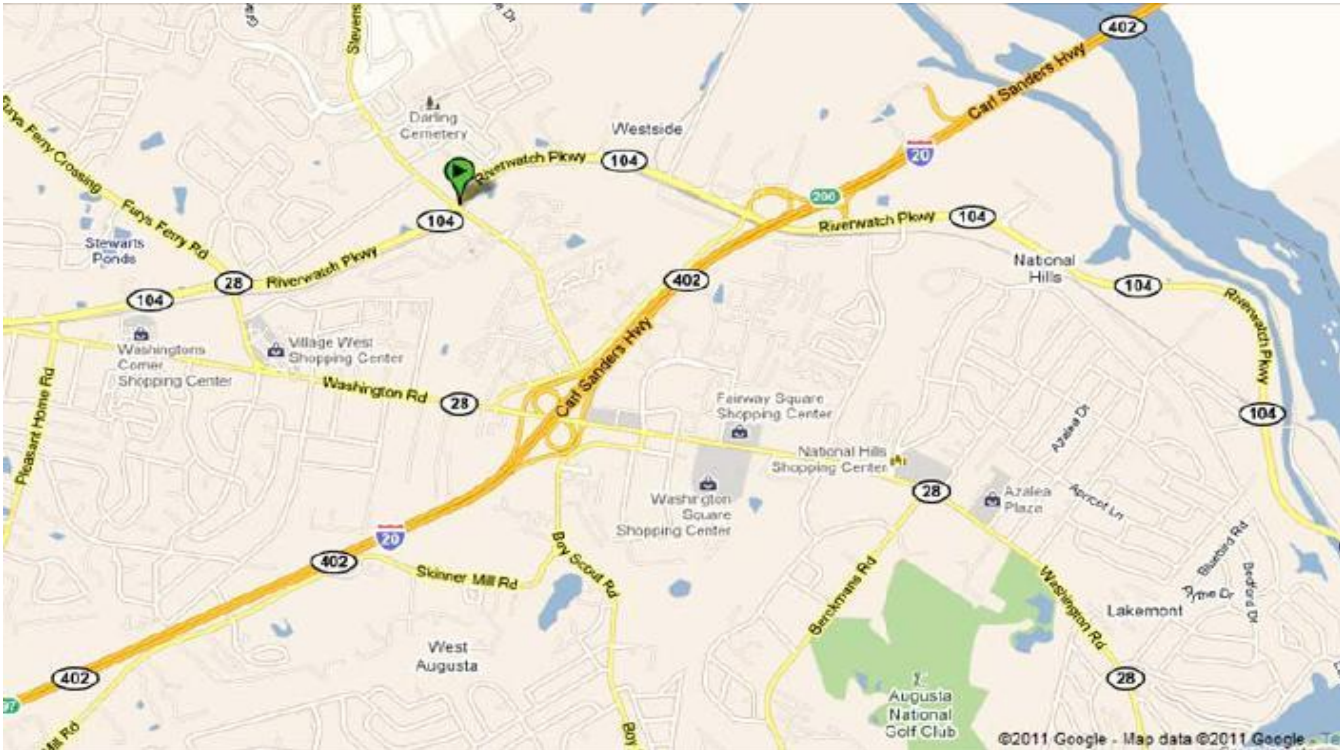 Stevens
402
Carl Sanders Hwy
Darling
Cemetery
Westside
Furys Ferry Crossing
Riverwatch Pkwy
104
20
200
Furys Ferry Rd
104
Riverwatch Pkwy
104
Stewarts
Ponds
National
Hills
28
Riverwatch Pkwy
402
104
104
Riverwatch Pkwy
Washingtons
Corner
Shopping Center
Village West
Shopping Center
Carl Sanders Hwy
Washington Rd
28
Fairway Square
Shopping Center
Azalea Dr
104
Pleasant Home Rd
National Hills
Shopping Center
28
Washington
Square
Shopping Center
Azalea
Plaza
Apricot Ln
20
402
Skinner Mill Rd
Boy Scout Rd
Berckmans Rd
Washington Rd
Blueford Rd
Bedford Dr
Lakemont
West
Augusta
402
28
Augusta
National
Golf Club
Mill Rd
Boy
©2011 Google - Map data ©2011 Google -